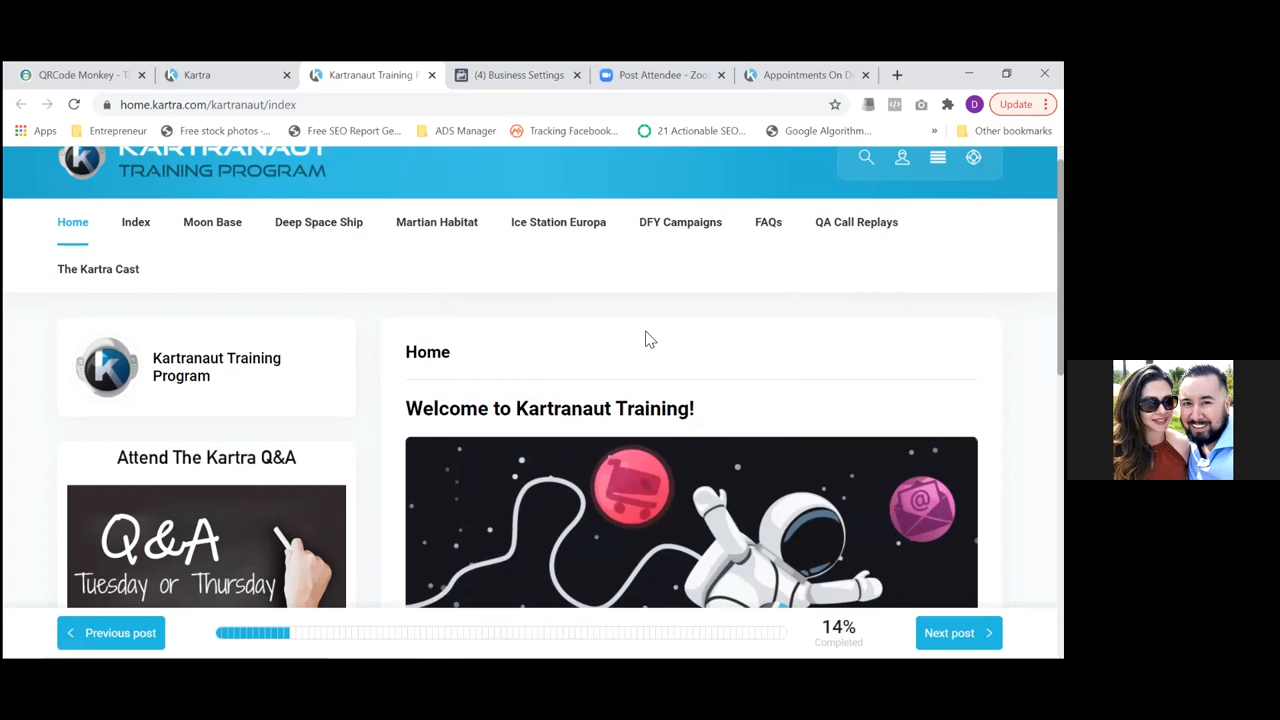 QRCode Monkey - T
Kartra
Kartranaut Training P
(4) Business Settings
Post Attendee - Zoo
Appointments On D
home.kartra.com/kartranaut/index
D
Update
Apps
Entrepreneur
Free stock photos -...
Free SEO Report Ge...
ADS Manager
Tracking Facebook...
21 Actionable SEO...
Google Algorithm...
»
Other bookmarks
K
KARTRANAUT
TRAINING PROGRAM
Home
Index
Moon Base
Deep Space Ship
Martian Habitat
Ice Station Europa
DFY Campaigns
FAQs
QA Call Replays
The Kartra Cast
k
Kartranaut Training
Program
Attend The Kartra Q&A
Q&A
Tuesday or Thursday
Home
Welcome to Kartranaut Training!
@
< Previous post
14%
Completed
Next post >